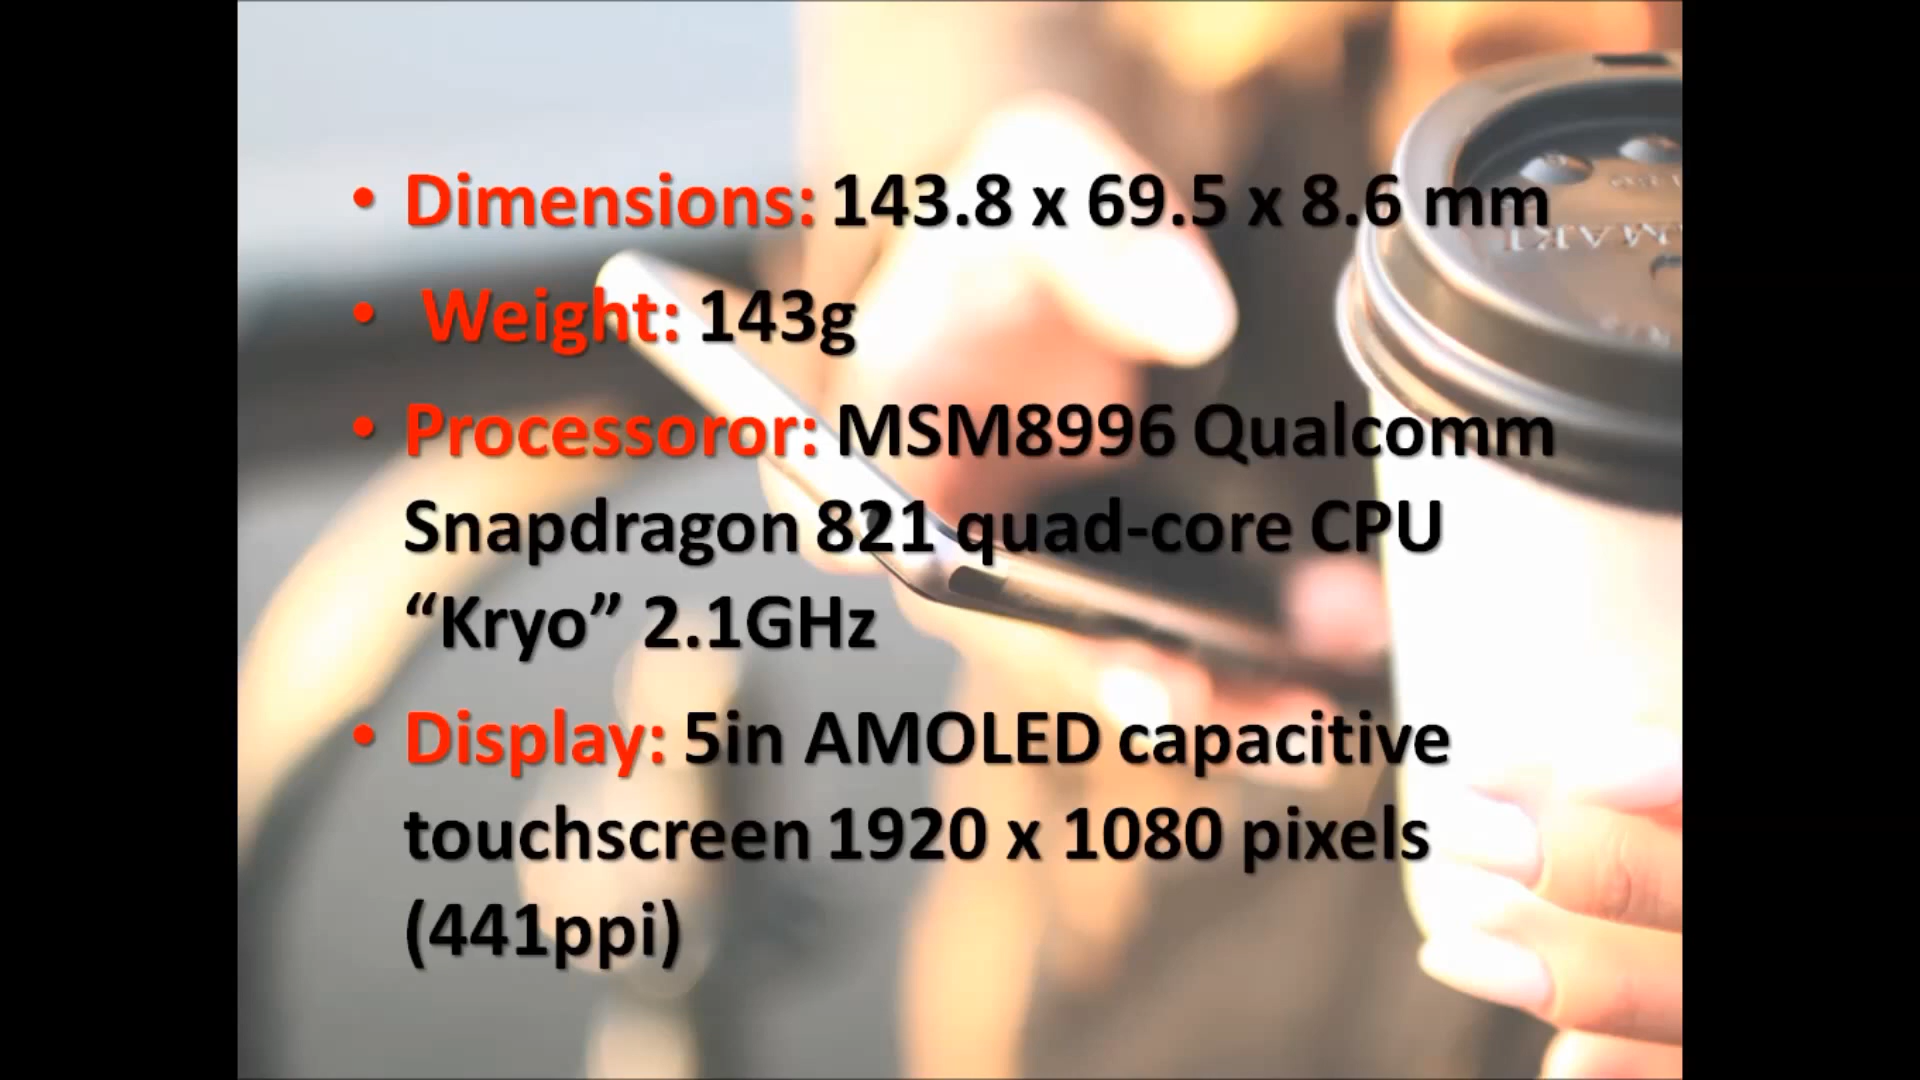 • Dimensions: 143.8 x 69.5 x 8.6 mm
• Weight: 143g
• Processoror: MSM8996 Qualcomm
Snapdragon 821 quad-core CPU
“Kryo” 2.1GHz
• Display: 5in AMOLED capacitive
touchscreen 1920 x 1080 pixels
(441ppi)